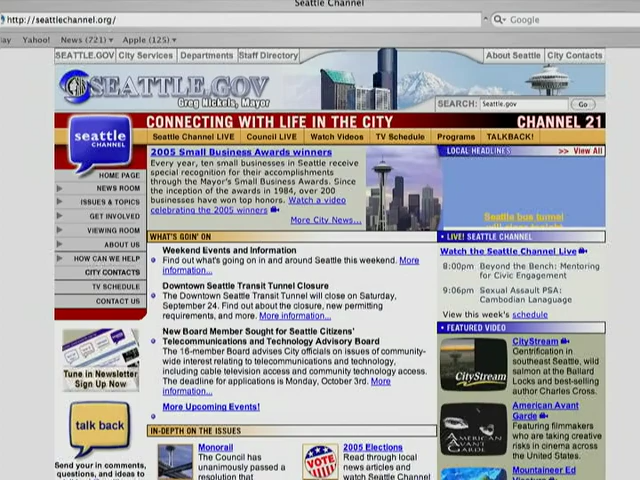 Seattle Channel
http://seattlechannel.org/
Google
Yahoo!
News (721)
Apple (125)
SEATTLE.GOV
City Services
Departments
Staff Directory
About Seattle
City Contacts
SEATTLE.GOV
Greg Nickels, Mayor
SEARCH:
Seattle.gov
Go
seattle
CHANNEL
CONNECTING WITH LIFE IN THE CITY
CHANNEL 21
Seattle Channel LIVE
Council LIVE
Watch Videos
TV Schedule
Programs
TALKBACK!
HOME PAGE
NEWS ROOM
ISSUES & TOPICS
GET INVOLVED
VIEWING ROOM
ABOUT US
HOW CAN WE HELP
CITY CONTACTS
TV SCHEDULE
CONTACT US
Tune in Newsletter
Sign Up Now
talk back
Send your in comments,
questions, and ideas to
2005 Small Business Awards winners
Every year, ten small businesses in Seattle receive
special recognition for their accomplishments
through the Mayor's Small Business Awards. Since
the inception of the awards in 1984, over 200
businesses have won top honors. Watch a video
celebrating the 2005 winners
More City News...
WHAT'S GOIN' ON
Weekend Events and Information
Find out what's going on in and around Seattle this weekend. More
information...
Downtown Seattle Transit Tunnel Closure
The Downtown Seattle Transit Tunnel will close on Saturday,
September 24. Find out about the closure, new permitting
requirements, and more. More information...
New Board Member Sought for Seattle Citizens'
Telecommunications and Technology Advisory Board
The 16-member Board advises City officials on issues of community-
wide interest relating to telecommunications and technology,
including cable television access and community technology access.
The deadline for applications is Monday, October 3rd. More
information...
More Upcoming Events!
IN-DEPTH ON THE ISSUES
Monorail
The Council has
unanimously passed a
resolution that
VOTE
2005 Elections
Read through local
news articles and
watch Seattle Channel
LOCAL HEADLINES
>> View All
Seattle bus tunnel
LIVE! SEATTLE CHANNEL
Watch the Seattle Channel Live
8:00pm Beyond the Bench: Mentoring
for Civic Engagement
9:06pm Sexual Assault PSA:
Cambodian Lanaguage
View this week's schedule
FEATURED VIDEO
CityStream
CityStream
Gentrification in
southeast Seattle, wild
salmon at the Ballard
Locks and best-selling
author Charles Cross.
AMERICAN
AVANT
GARDE
American Avant
Garde
Featuring filmmakers
who are taking creative
risks in cinema across
the United States.
Mountaineer Ed